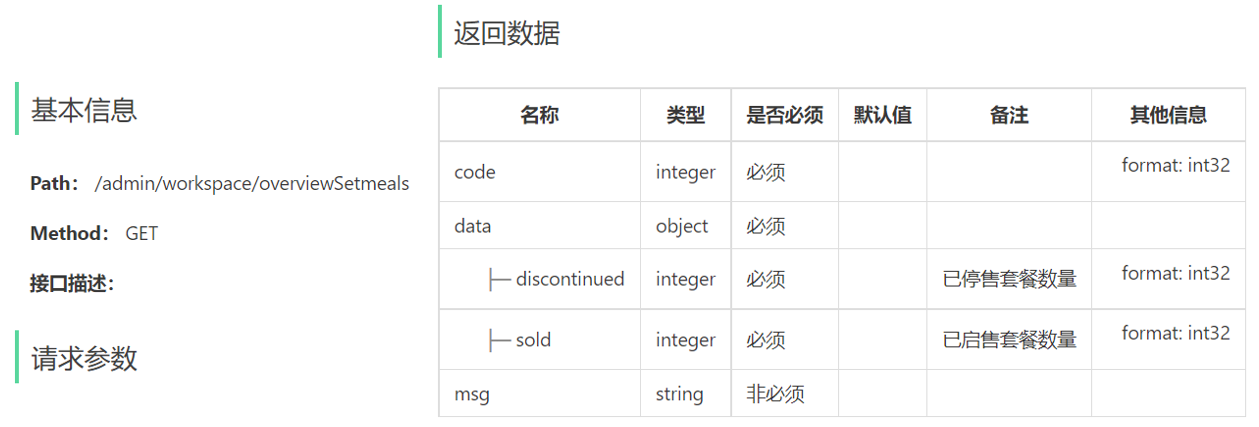 基本信息
Path： /admin/workspace/overviewSetmeals
Method： GET
接口描述：
请求参数
返回数据
名称 类型 是否必须 默认值 备注 其他信息
code integer 必须 format: int32
data object 必须
├─ discontinued integer 必须 已停售套餐数量 format: int32
├─ sold integer 必须 已启售套餐数量 format: int32
msg string 非必须